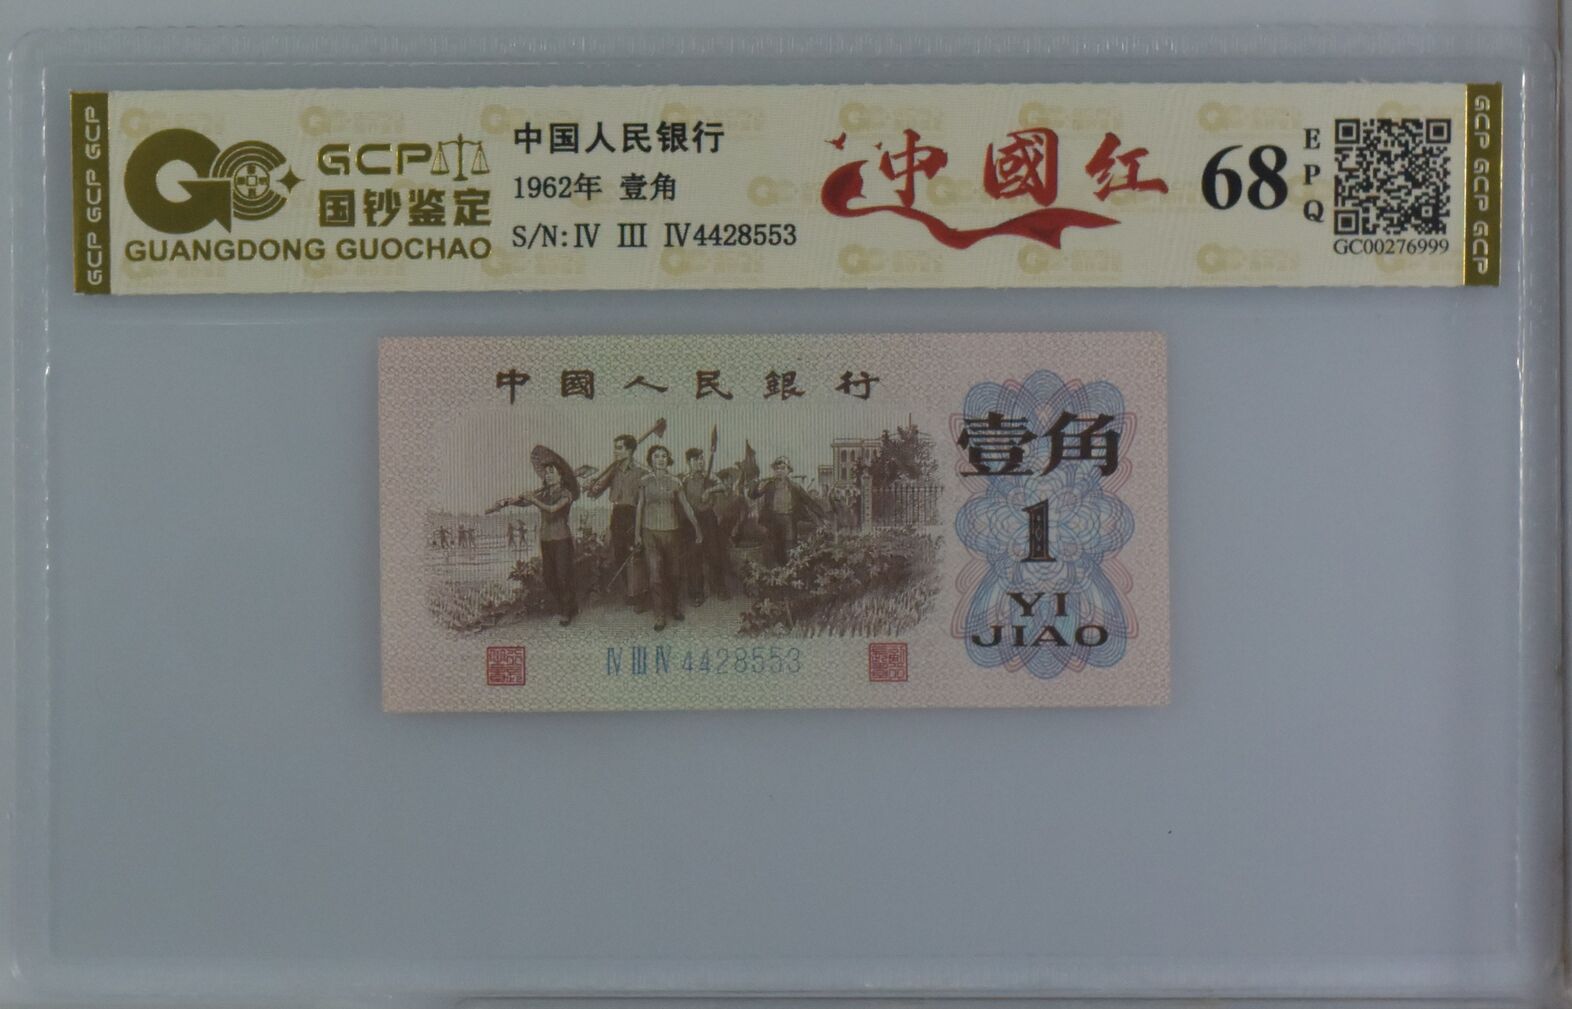 GCP GCP GCP
GCP
国钞鉴定
GUANGDONG GUOCHAO
中国人民银行
1962年 壹角
S/N:Ⅳ Ⅲ Ⅳ4428553
中國红
68
EPQ
GC00276999
GCP GCP GCP
中國人民銀行
壹角
1
YI
JIAO
Ⅳ Ⅲ Ⅳ 4428553